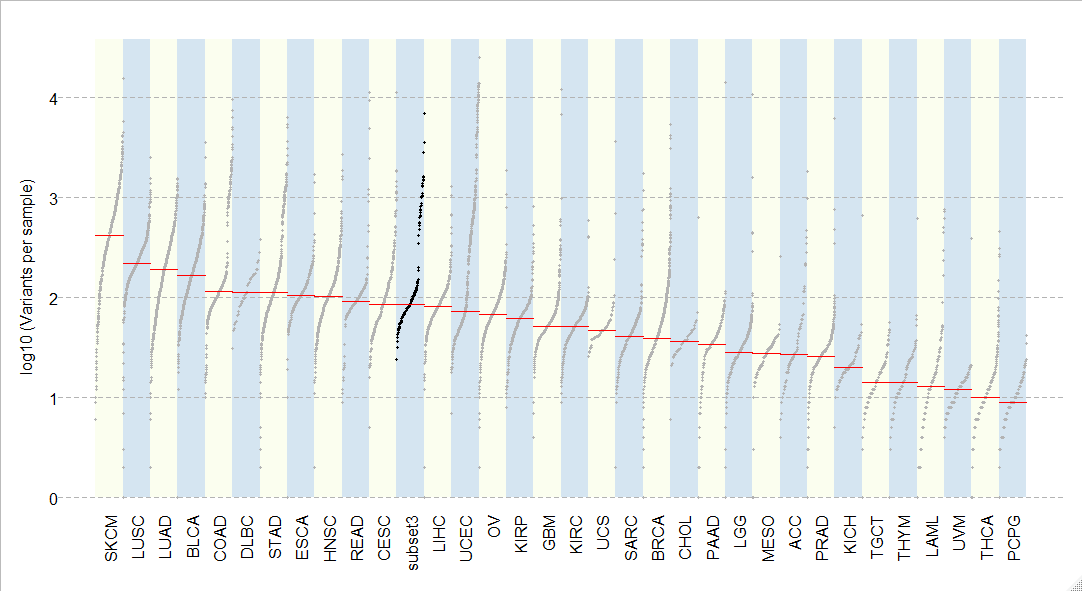 log10 (Variants per sample)
4
3
2
1
0
SKCM
LUSC
LUAD
BLCA
COAD
DLBC
STAD
ESCA
HNSC
READ
CESC
subset3
LIHC
UCEC
OV
KIRP
GBM
KIRC
UCS
SARC
BRCA
CHOL
PAAD
LGG
MESO
ACC
PRAD
KICH
TGCT
THYM
LAML
UVM
THCA
PCPG